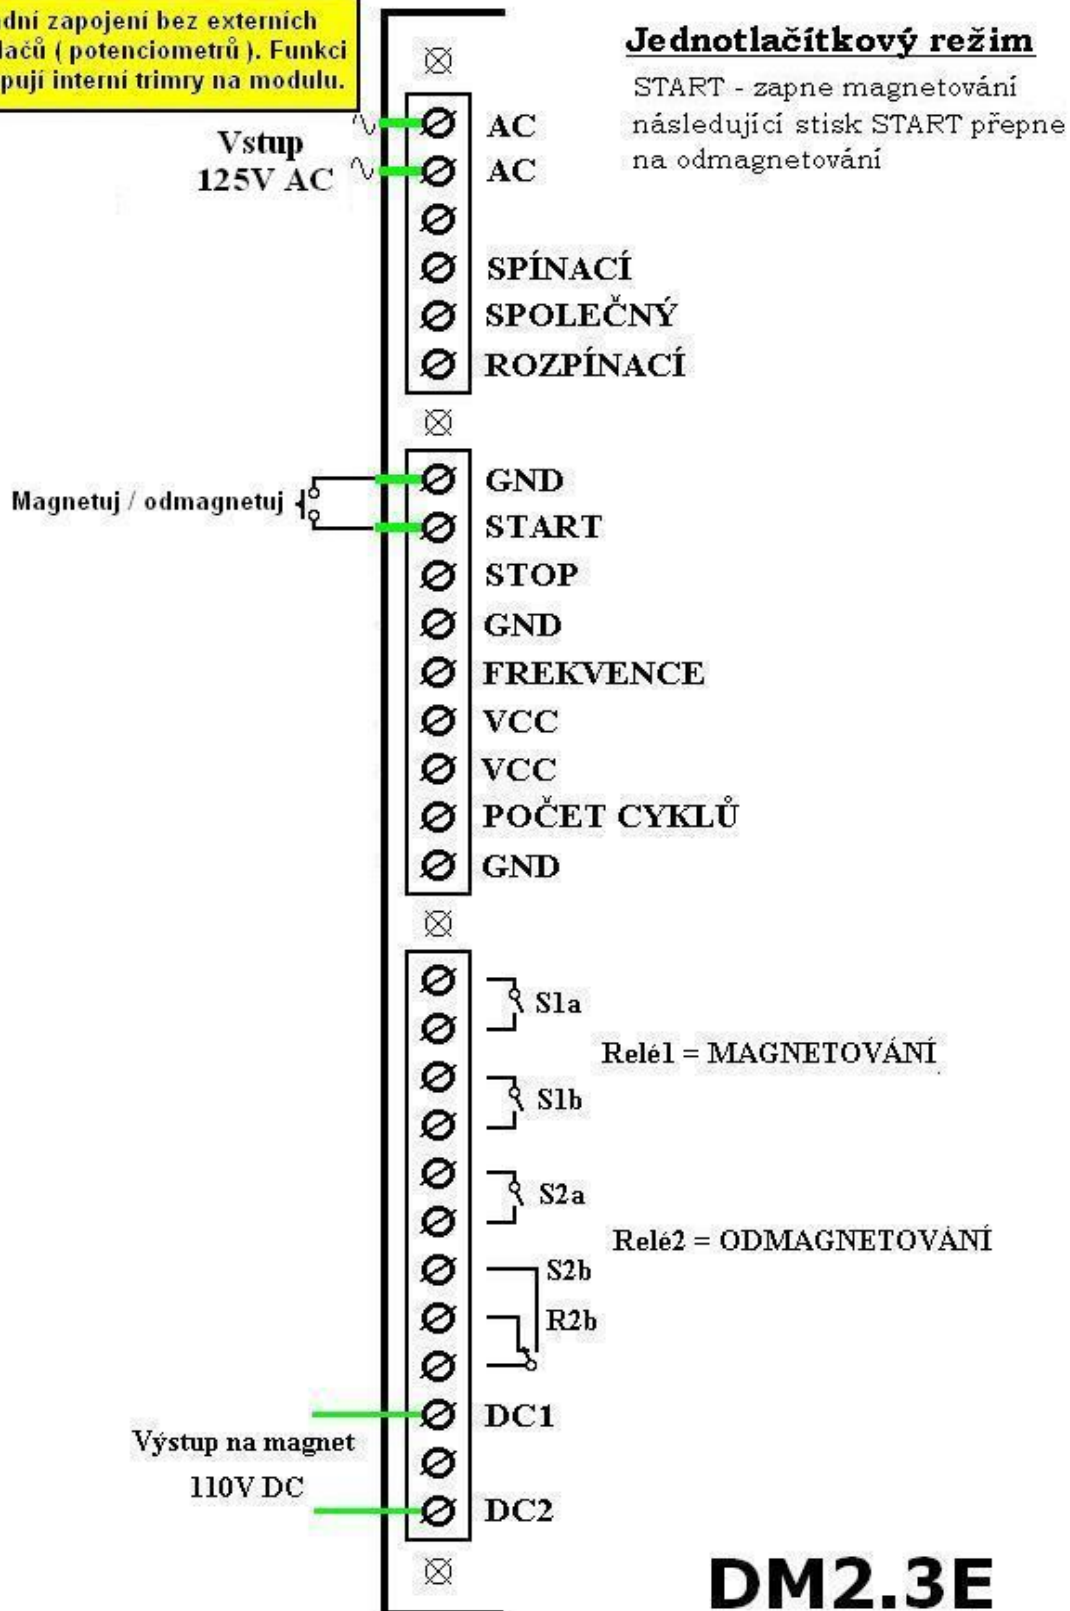 zapojení bez externích
( potenciometrů ). Funkci
interní trimry na modulu.
Jednotlačítkový režim
START - zapne magnetování
následující stisk START přepne
na odmagnetování
Vstup
125V AC
AC
AC
SPÍNACÍ
SPOLEČNÝ
ROZPÍNACÍ
Magnetuj / odmagnetuj
GND
START
STOP
GND
FREKVENCE
VCC
VCC
POČET CYKLŮ
GND
S1a
Relé1 = MAGNETOVÁNÍ
S1b
S2a
Relé2 = ODMAGNETOVÁNÍ
S2b
R2b
DC1
Výstup na magnet
110V DC
DC2
DM2.3E